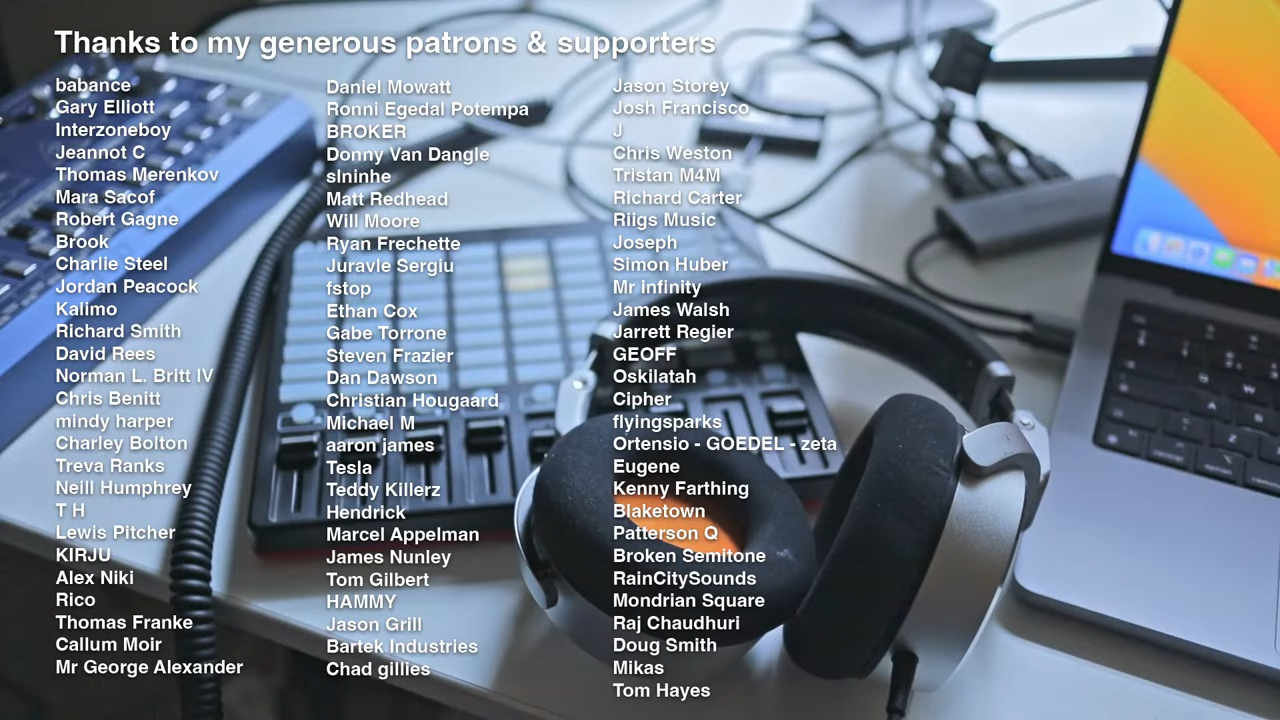 Thanks to my generous patrons & supporters
babance
Gary Elliott
Interzoneboy
Jeannot C
Thomas Merenkov
Mara Sacof
Robert Gagne
Brook
Charlie Steel
Jordan Peacock
Kalimo
Richard Smith
David Rees
Norman L. Britt IV
Chris Benitt
mindy harper
Charley Bolton
Treva Ranks
Neill Humphrey
T H
Lewis Pitcher
KIRJU
Alex Niki
Rico
Thomas Franke
Callum Moir
Mr George Alexander
Daniel Mowatt
Ronni Egedal Potempa
BROKER
Donny Van Dangle
slninhe
Matt Redhead
Will Moore
Ryan Frechette
Juravle Sergiu
fstop
Ethan Cox
Gabe Torrone
Steven Frazier
Dan Dawson
Christian Hougaard
Michael M
aaron james
Tesla
Teddy Killerz
Hendrick
Marcel Appelman
James Nunley
Tom Gilbert
HAMMY
Jason Grill
Bartek Industries
Chad gillies
Jason Storey
Josh Francisco
J
Chris Weston
Tristan M4M
Richard Carter
Riigs Music
Joseph
Simon Huber
Mr infinity
James Walsh
Jarrett Regier
GEOFF
Oskilatah
Cipher
flyingsparks
Ortensio - GOEDEL - zeta
Eugene
Kenny Farthing
Blaketown
Patterson Q
Broken Semitone
RainCitySounds
Mondrian Square
Raj Chaudhuri
Doug Smith
Mikas
Tom Hayes